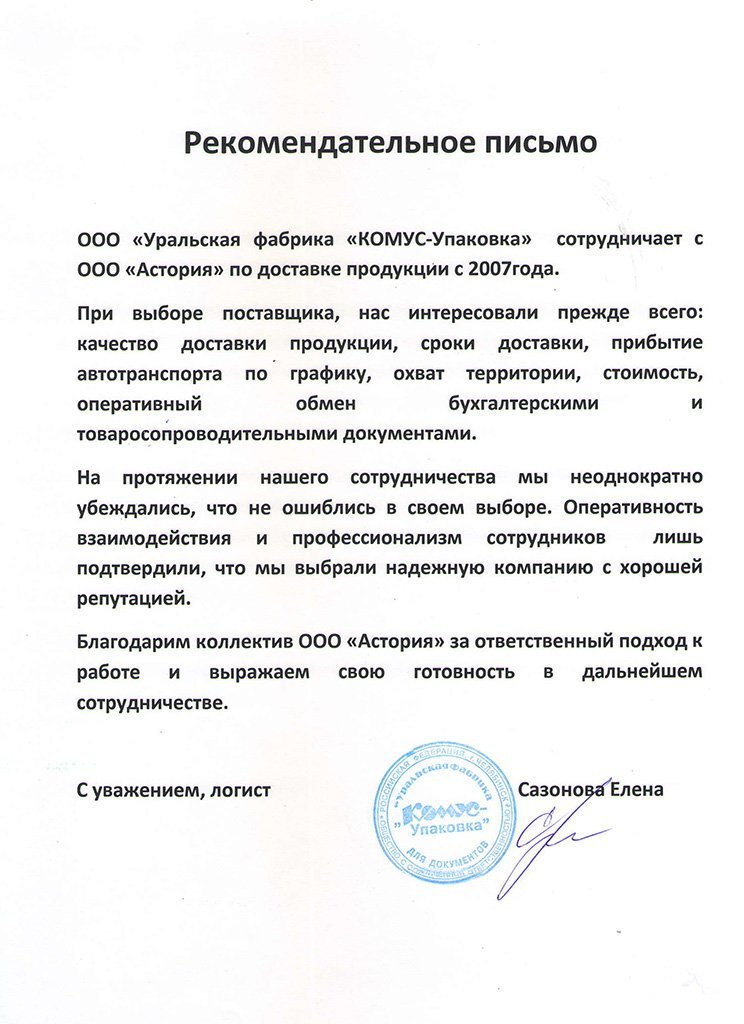 Рекомендательное письмо
ООО «Уральская фабрика «КОМУС-Упаковка» сотрудничает с
ООО «Астория» по доставке продукции с 2007года.
При выборе поставщика, нас интересовали прежде всего:
качество доставки продукции, сроки доставки, прибытие
автотранспорта по графику, охват территории, стоимость,
оперативный обмен бухгалтерскими и
товаросопроводительными документами.
На протяжении нашего сотрудничества мы неоднократно
убеждались, что не ошиблись в своем выборе. Оперативность
взаимодействия и профессионализм сотрудников лишь
подтвердили, что мы выбрали надежную компанию с хорошей
репутацией.
Благодарим коллектив ООО «Астория» за ответственный подход к
работе и выражаем свою готовность в дальнейшем
сотрудничестве.
С уважением, логист
Сазонова Елена
РОССИЙСКАЯ ФЕДЕРАЦИЯ, г. ЧЕЛЯБИНСК
ОБЩЕСТВО С ОГРАНИЧЕННОЙ ОТВЕТСТВЕННОСТЬЮ
"Уральская фабрика
"Комус-
Упаковка"
ДЛЯ ДОКУМЕНТОВ